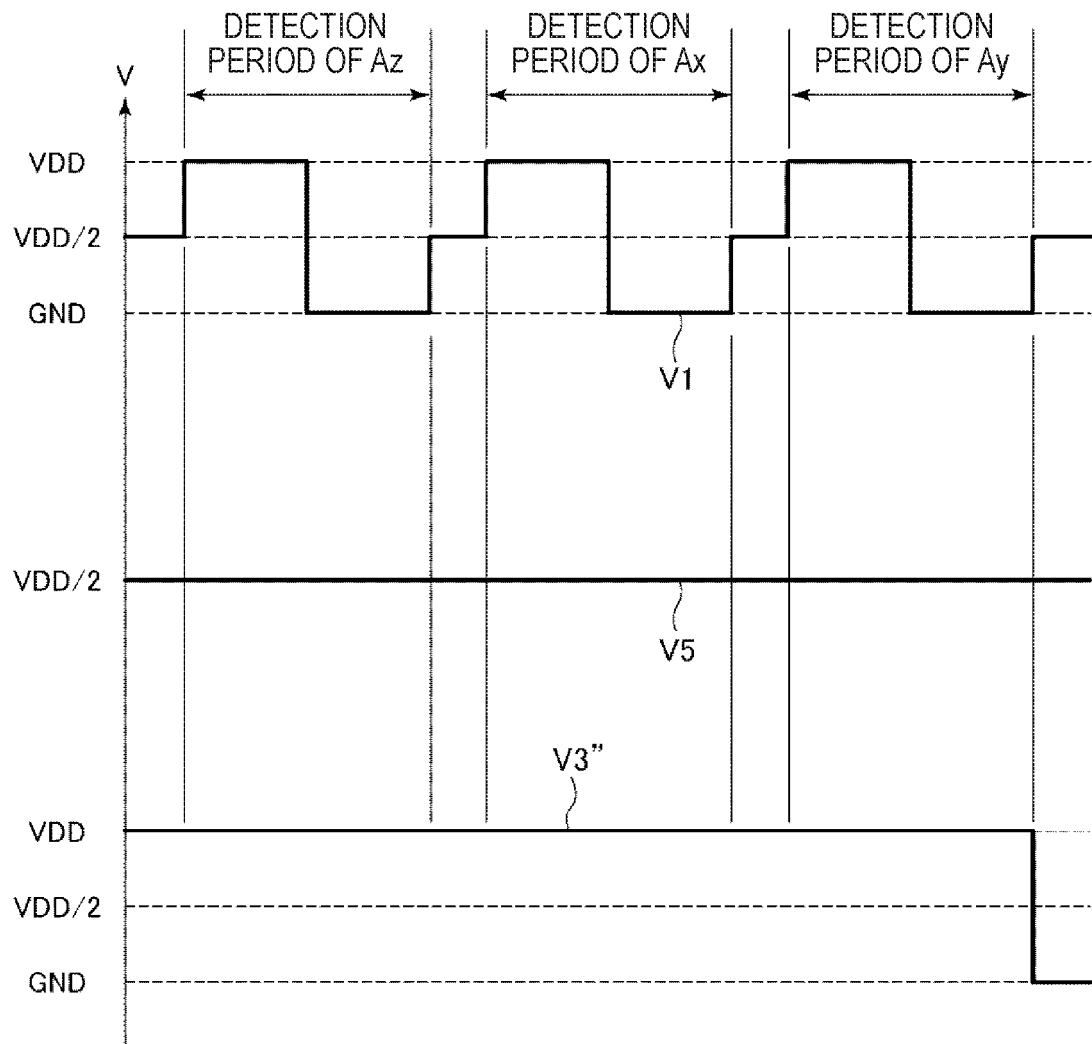 DETECTION
PERIOD OF Az
DETECTION
PERIOD OF Ax
DETECTION
PERIOD OF Ay
V
VDD
VDD/2
GND
V1
VDD/2
V5
V3”
VDD
VDD/2
GND